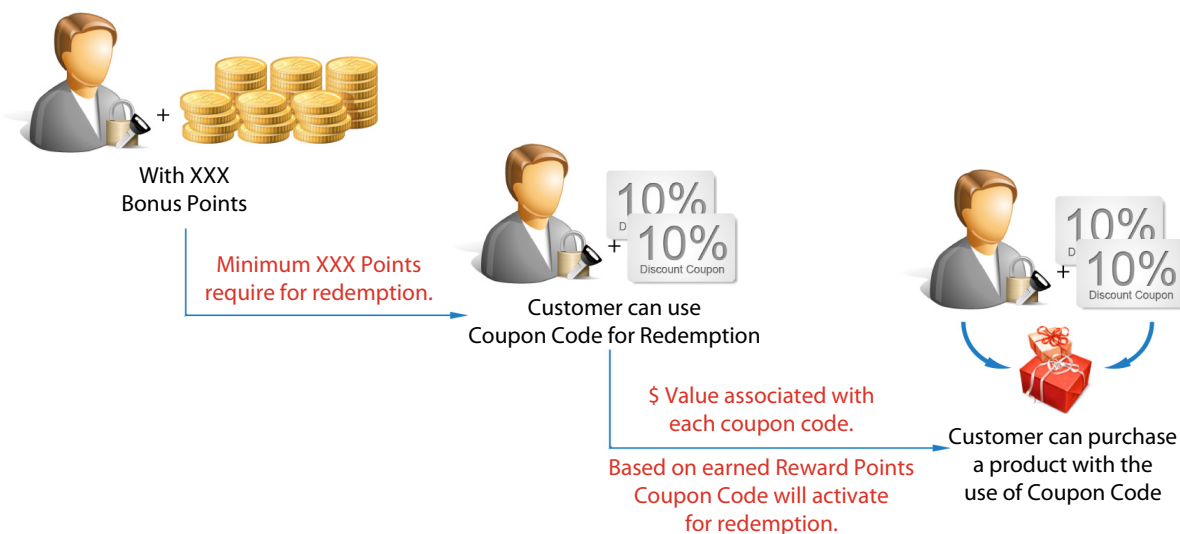 +
With XXX
Bonus Points
Minimum XXX Points
require for redemption.
10%
D
10%
Discount Coupon
+
Customer can use
Coupon Code for Redemption
$ Value associated with
each coupon code.
Based on earned Reward Points
Coupon Code will activate
for redemption.
10%
D
10%
Discount Coupon
+
Customer can purchase
a product with the
use of Coupon Code